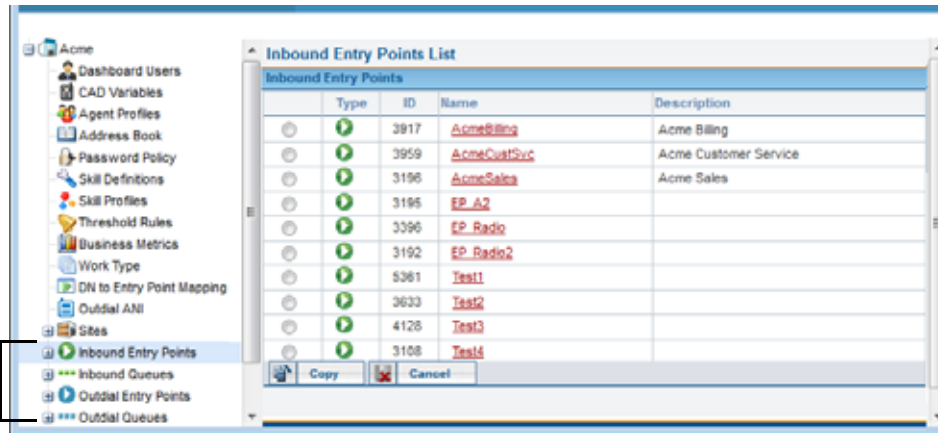 Acme
Dashboard Users
CAD Variables
Agent Profiles
Address Book
Password Policy
Skill Definitions
Skill Profiles
Threshold Rules
Business Metrics
Work Type
DN to Entry Point Mapping
Outdial ANI
Sites
Inbound Entry Points
Inbound Queues
Outdial Entry Points
Outdial Queues
Inbound Entry Points List
Inbound Entry Points
Type ID Name Description
3917 AcmeBilling Acme Billing
3959 AcmeCustSvc Acme Customer Service
3196 AcmeSales Acme Sales
3195 EP_A2
3396 EP_Radio
3192 EP_Radio2
5361 Test1
3633 Test2
4128 Test3
3108 Test4
Copy Cancel